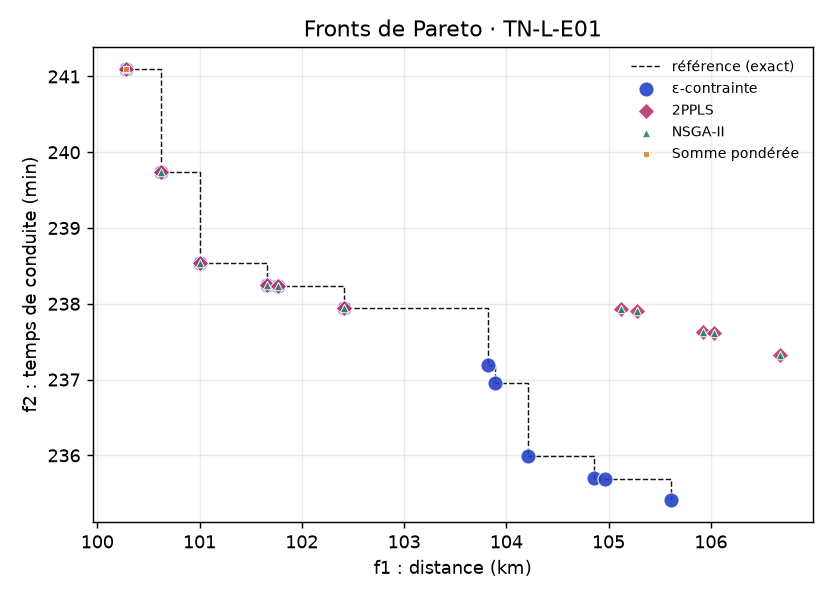 Fronts de Pareto · TN-L-E01
référence (exact)
ε-contrainte
2PPLS
NSGA-II
Somme pondérée
f2 : temps de conduite (min)
241
240
239
238
237
236
100
101
102
103
104
105
106
f1 : distance (km)